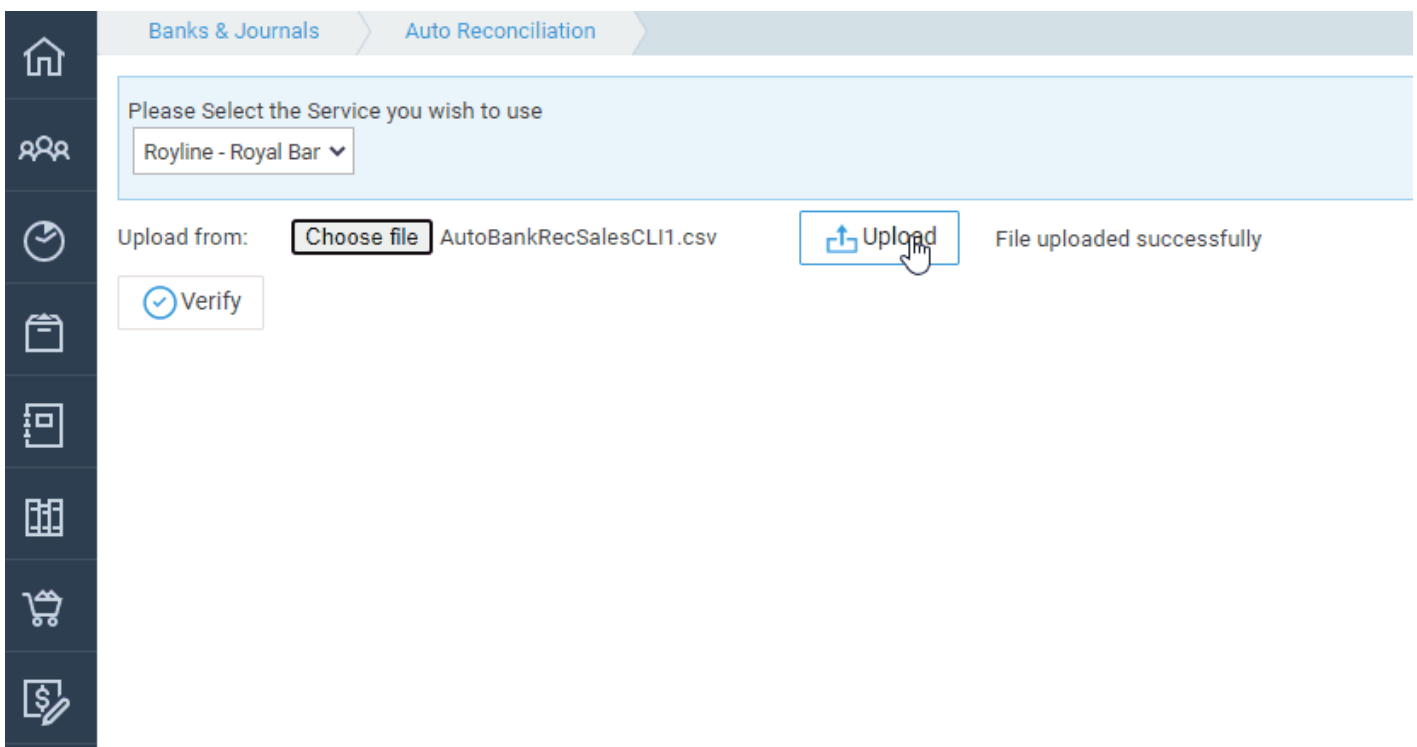 Banks & Journals
Auto Reconciliation
Please Select the Service you wish to use
Royline - Royal Bar
Upload from: Choose file AutoBankRecSalesCLI1.csv Upload File uploaded successfully
Verify